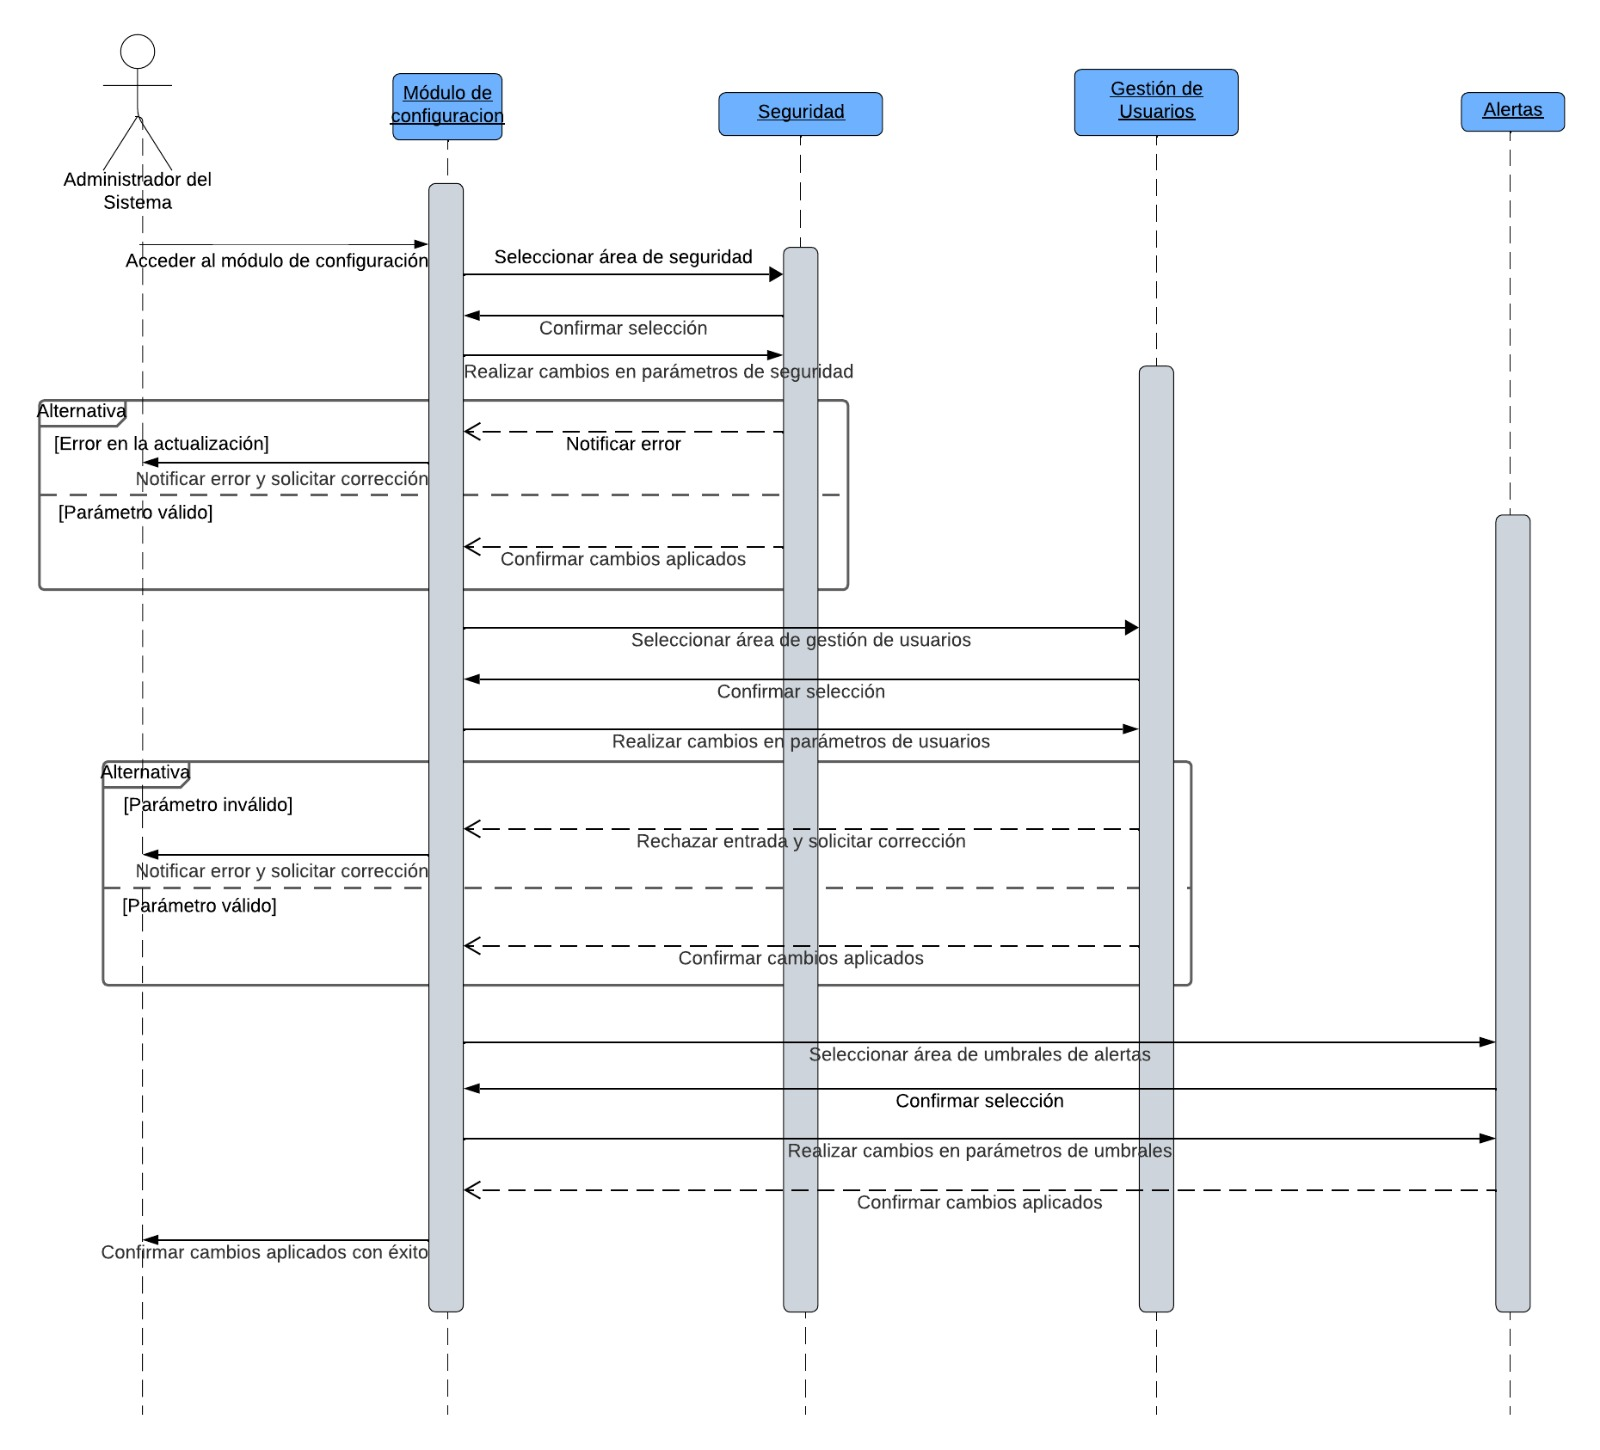 Módulo de
configuracion
Seguridad
Gestión de
Usuarios
Alertas
Administrador del
Sistema
Acceder al módulo de configuración
Seleccionar área de seguridad
Confirmar selección
Realizar cambios en parámetros de seguridad
Alternativa
[Error en la actualización]
Notificar error
Notificar error y solicitar corrección
[Parámetro válido]
Confirmar cambios aplicados
Seleccionar área de gestión de usuarios
Confirmar selección
Realizar cambios en parámetros de usuarios
Alternativa
[Parámetro inválido]
Rechazar entrada y solicitar corrección
Notificar error y solicitar corrección
[Parámetro válido]
Confirmar cambios aplicados
Seleccionar área de umbrales de alertas
Confirmar selección
Realizar cambios en parámetros de umbrales
Confirmar cambios aplicados
Confirmar cambios aplicados con éxito